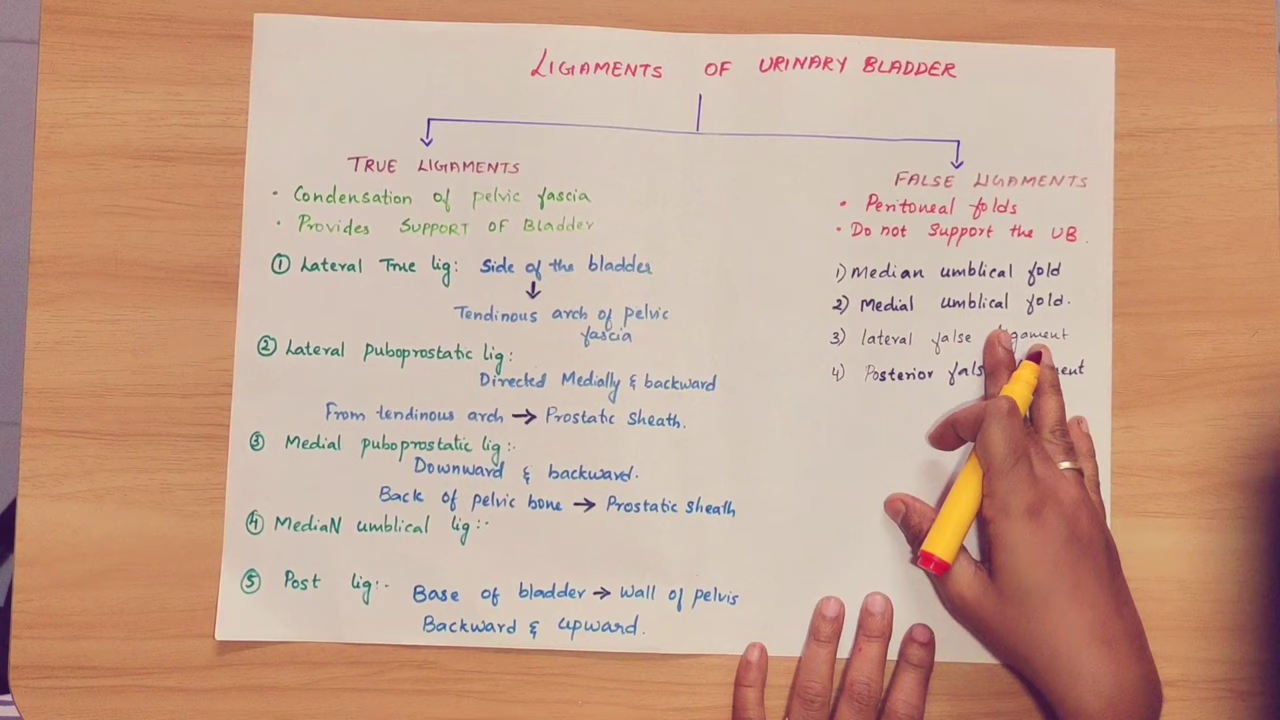 LIGAMENTS OF URINARY BLADDER
TRUE LIGAMENTS
• Condensation of pelvic fascia
• Provides SUPPORT OF Bladder
① Lateral True lig: Side of the bladder
↓
Tendinous arch of pelvic
fascia
② Lateral puboprostatic lig:
Directed Medially & backward
From tendinous arch → Prostatic Sheath.
③ Medial puboprostatic lig:-
Downward & backward.
Back of pelvic bone → Prostatic Sheath
④ MediaN umblical lig:-
⑤ Post lig:- Base of bladder → Wall of pelvis
Backward & upward.
FALSE LIGAMENTS
• Peritoneal folds
• Do not Support the UB.
1) Median umblical fold
2) Medial umblical fold.
3) lateral false
4) Posterior